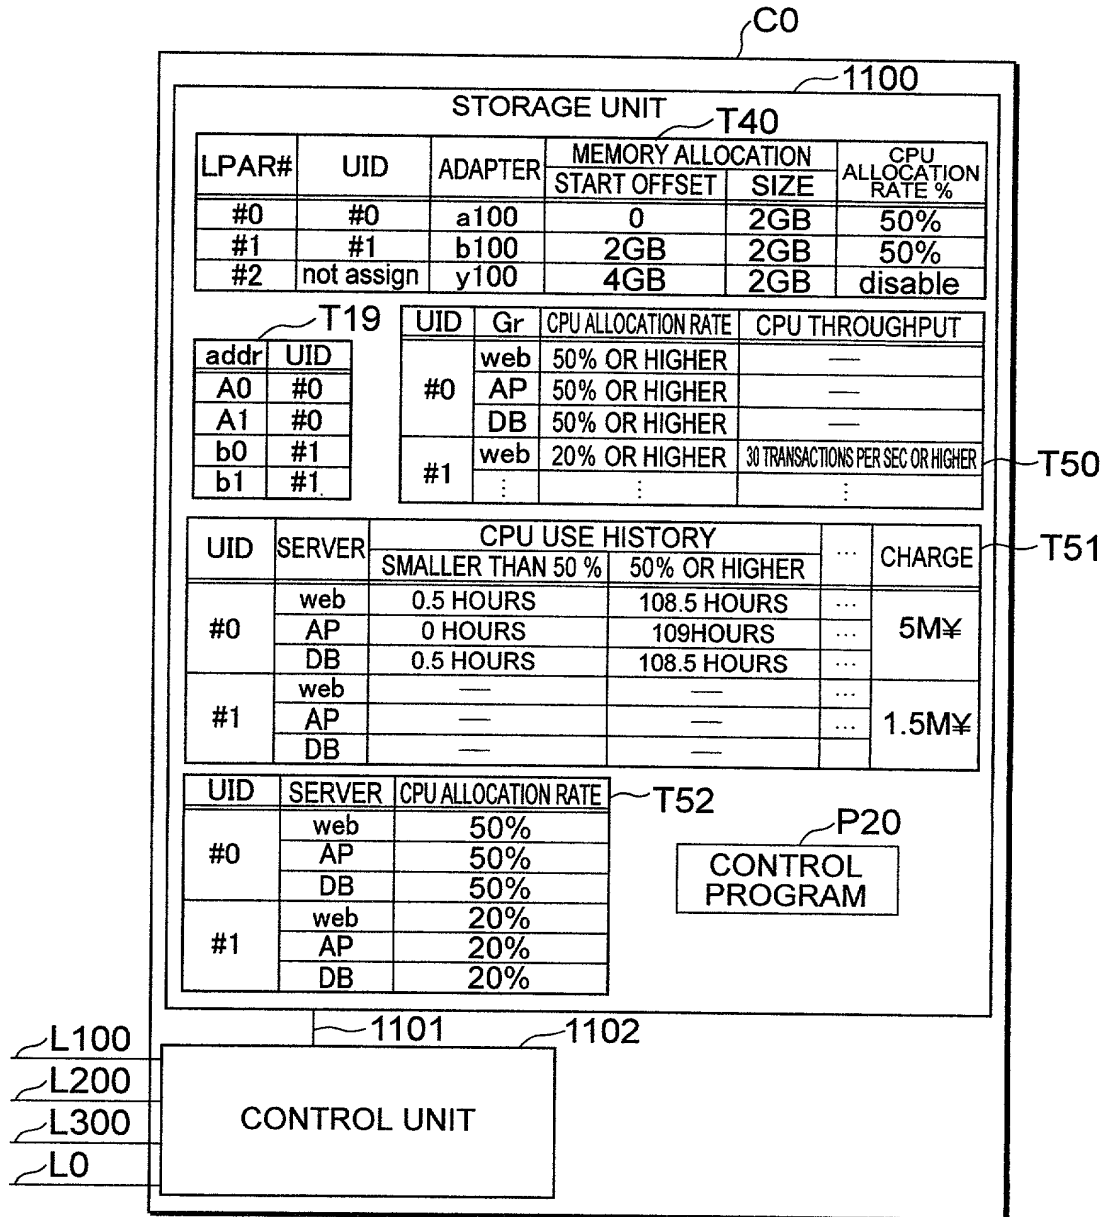 C0
1100
STORAGE UNIT
T40
LPAR# UID ADAPTER MEMORY ALLOCATION CPU ALLOCATION RATE %
START OFFSET SIZE
#0 #0 a100 0 2GB 50%
#1 #1 b100 2GB 2GB 50%
#2 not assign y100 4GB 2GB disable
T19
addr UID
A0 #0
A1 #0
b0 #1
b1 #1
UID Gr CPU ALLOCATION RATE CPU THROUGHPUT
#0 web 50% OR HIGHER —
AP 50% OR HIGHER —
DB 50% OR HIGHER —
#1 web 20% OR HIGHER 30 TRANSACTIONS PER SEC OR HIGHER
⋮ ⋮ ⋮
T50
UID SERVER CPU USE HISTORY ... CHARGE
SMALLER THAN 50 % 50% OR HIGHER
T51
#0 web 0.5 HOURS 108.5 HOURS ... 5M¥
AP 0 HOURS 109HOURS ...
DB 0.5 HOURS 108.5 HOURS ...
#1 web — — ... 1.5M¥
AP — — ...
DB — —
UID SERVER CPU ALLOCATION RATE
T52
#0 web 50%
AP 50%
DB 50%
#1 web 20%
AP 20%
DB 20%
P20
CONTROL
PROGRAM
1101
1102
L100
L200
L300
L0
CONTROL UNIT